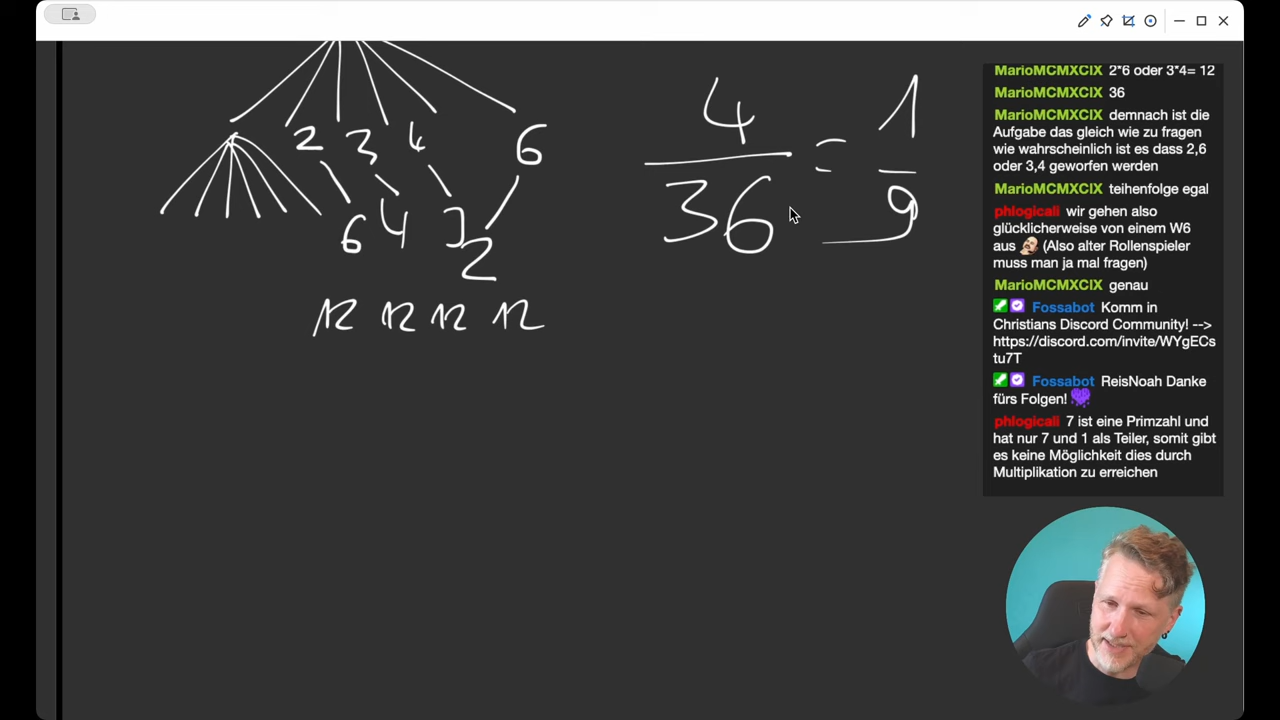 2 3 4 6
6 4 3 2
12 12 12 12
4/36 = 1/9
MarioMCMXCIX 2*6 oder 3*4= 12
MarioMCMXCIX 36
MarioMCMXCIX demnach ist die
Aufgabe das gleich wie zu fragen
wie wahrscheinlich ist es dass 2,6
oder 3,4 geworfen werden
MarioMCMXCIX teihenfolge egal
phlogicali wir gehen also
glücklicherweise von einem W6
aus (Also alter Rollenspieler
muss man ja mal fragen)
MarioMCMXCIX genau
Fossabot Komm in
Christians Discord Community! -->
https://discord.com/invite/WYgECs
tu7T
Fossabot ReisNoah Danke
fürs Folgen!
phlogicali 7 ist eine Primzahl und
hat nur 7 und 1 als Teiler, somit gibt
es keine Möglichkeit dies durch
Multiplikation zu erreichen